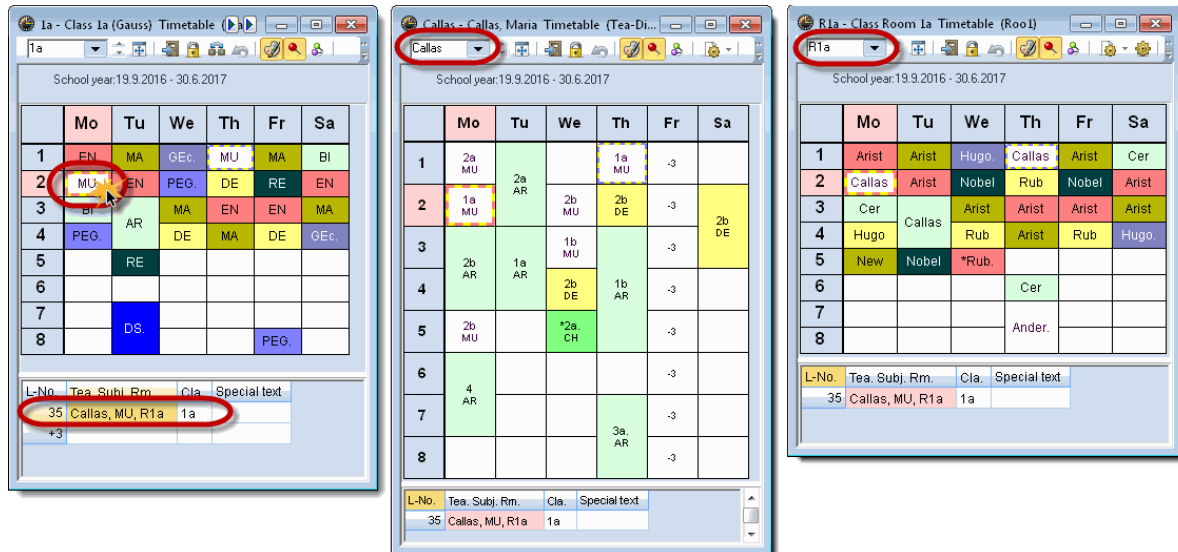 1a - Class 1a (Gauss) Timetable
1a
School year:19.9.2016 - 30.6.2017
Mo Tu We Th Fr Sa
1 EN MA GEc. MU MA BI
2 MU EN PEG. DE RE EN
3 BI AR MA EN EN MA
4 PEG. DE MA DE GEc.
5 RE
6
7 DS.
8 PEG.
L-No. Tea. Subj. Rm. Cla. Special text
35 Callas, MU, R1a 1a
+3
Callas - Callas, Maria Timetable (Tea-Di...
Callas
School year:19.9.2016 - 30.6.2017
Mo Tu We Th Fr Sa
1 2a MU 2a AR 1a MU -3
2 1a MU 2b MU 2b DE -3 2b DE
3 2b AR 1a AR 1b MU 1b AR -3
4 2b DE -3
5 2b MU *2a. CH -3
6 4 AR -3
7 3a. AR -3
8 -3
L-No. Tea. Subj. Rm. Cla. Special text
35 Callas, MU, R1a 1a
R1a - Class Room 1a Timetable (Roo1)
R1a
School year:19.9.2016 - 30.6.2017
Mo Tu We Th Fr Sa
1 Arist Arist Hugo. Callas Arist Cer
2 Callas Arist Nobel Rub Nobel Arist
3 Cer Callas Arist Arist Arist Arist
4 Hugo Rub Arist Rub Hugo.
5 New Nobel *Rub.
6 Cer
7 Ander.
8
L-No. Tea. Subj. Rm. Cla. Special text
35 Callas, MU, R1a 1a